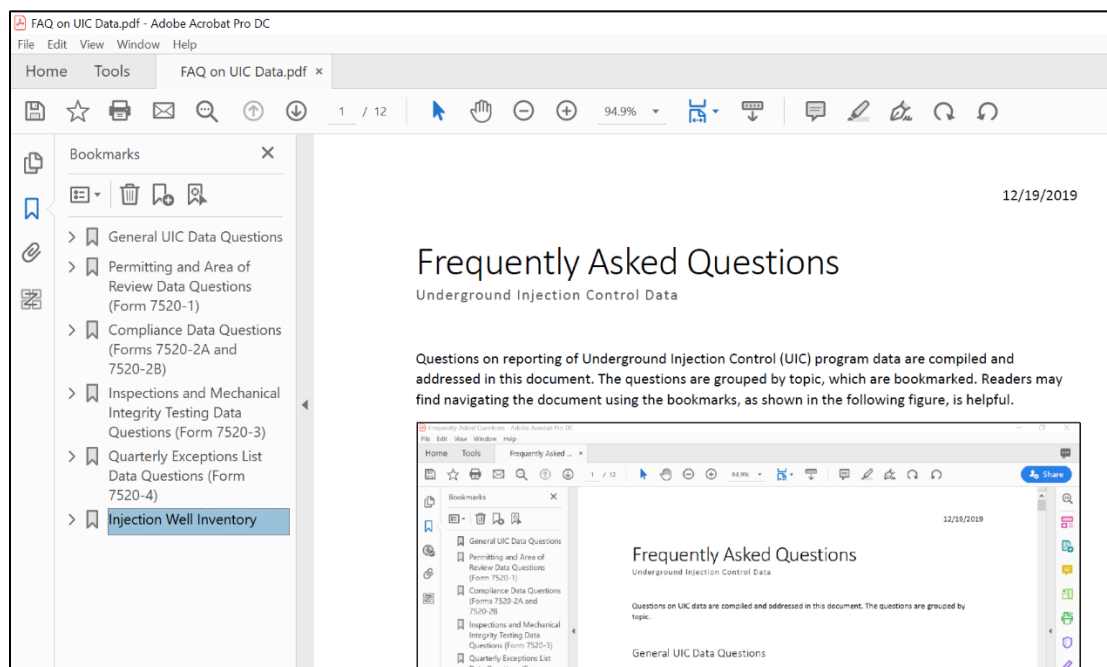 FAQ on UIC Data.pdf - Adobe Acrobat Pro DC
File Edit View Window Help
Home Tools FAQ on UIC Data.pdf ×
1 / 12 94.9%
Bookmarks
General UIC Data Questions
Permitting and Area of
Review Data Questions
(Form 7520-1)
Compliance Data Questions
(Forms 7520-2A and
7520-2B)
Inspections and Mechanical
Integrity Testing Data
Questions (Form 7520-3)
Quarterly Exceptions List
Data Questions (Form
7520-4)
Injection Well Inventory
12/19/2019
Frequently Asked Questions
Underground Injection Control Data
Questions on reporting of Underground Injection Control (UIC) program data are compiled and
addressed in this document. The questions are grouped by topic, which are bookmarked. Readers may
find navigating the document using the bookmarks, as shown in the following figure, is helpful.
Frequently Asked Questions - Adobe Acrobat Pro DC
File Edit View Window Help
Home Tools Frequently Asked ... ×
1 / 12 94.9% Share
Bookmarks
General UIC Data Questions
Permitting and Area of
Review Data Questions
(Form 7520-1)
Compliance Data Questions
(Forms 7520-2A and
7520-2B
Inspections and Mechanical
Integrity Testing Data
Questions (Form 7520-3)
Quarterly Exceptions List
12/19/2019
Frequently Asked Questions
Underground Injection Control Data
Questions on UIC data are compiled and addressed in this document. The questions are grouped by
topic.
General UIC Data Questions